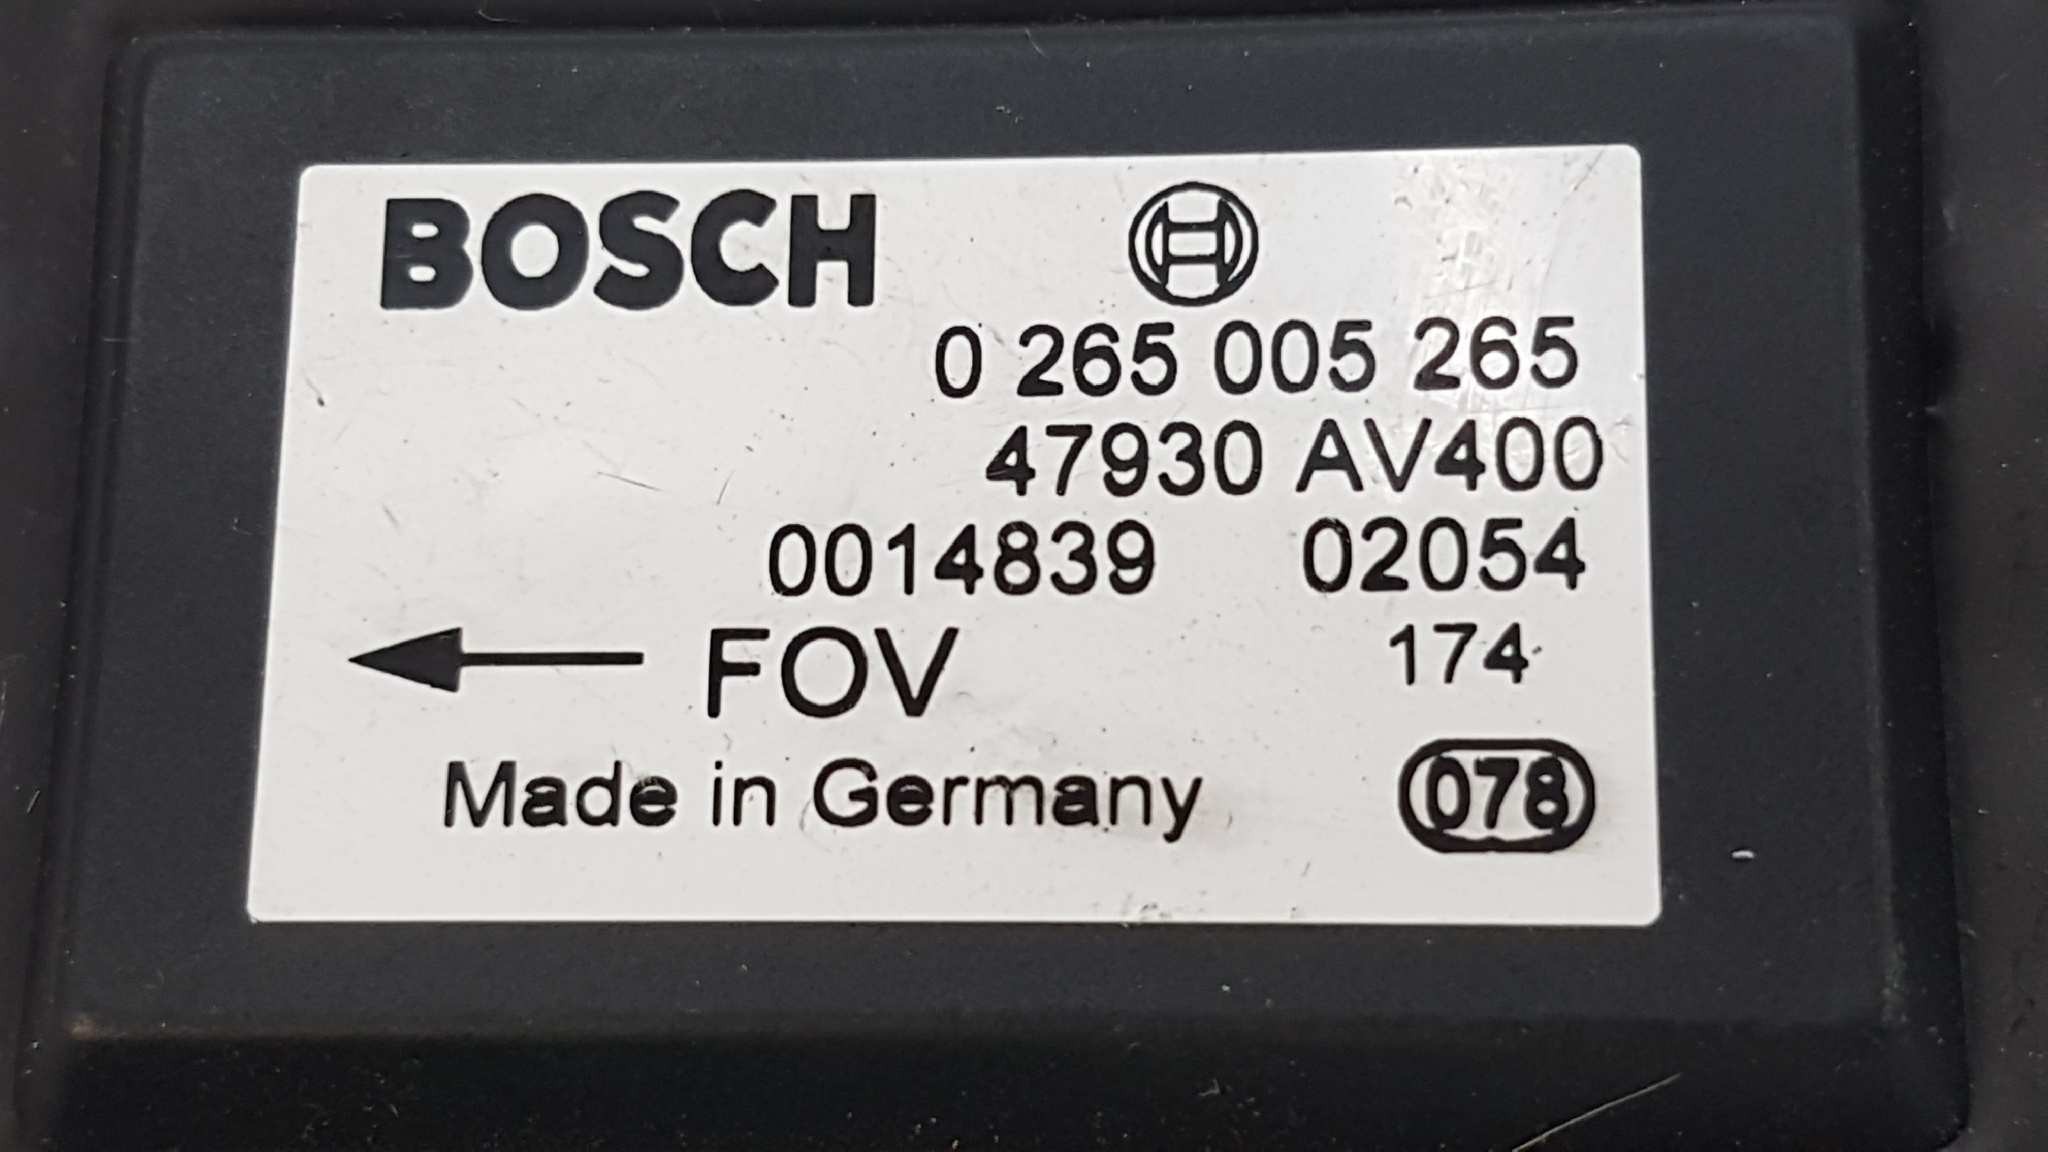 BOSCH
0 265 005 265
47930 AV400
0014839 02054
FOV 174
Made in Germany 078